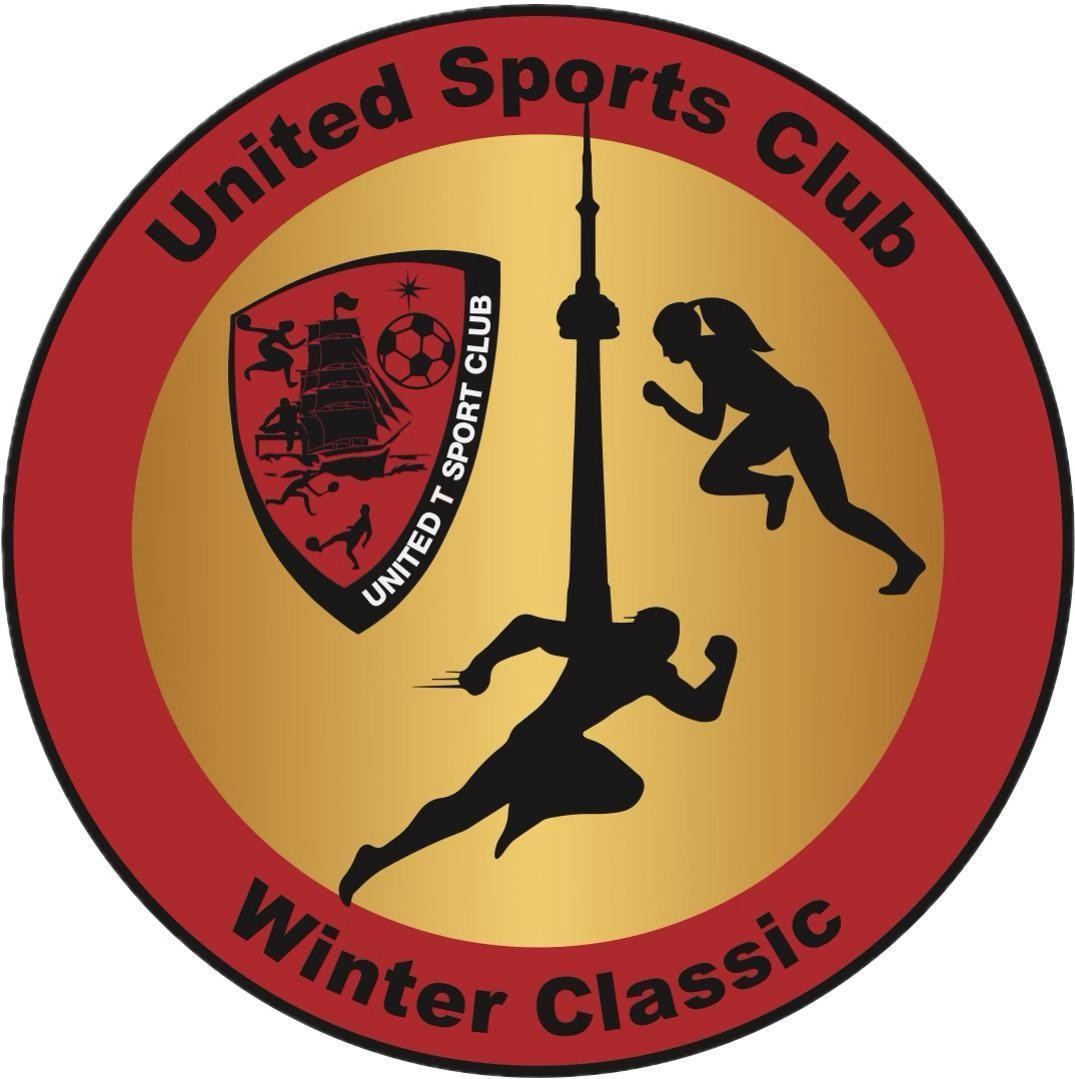 United Sports Club
UNITED T SPORT CLUB
Winter Classic